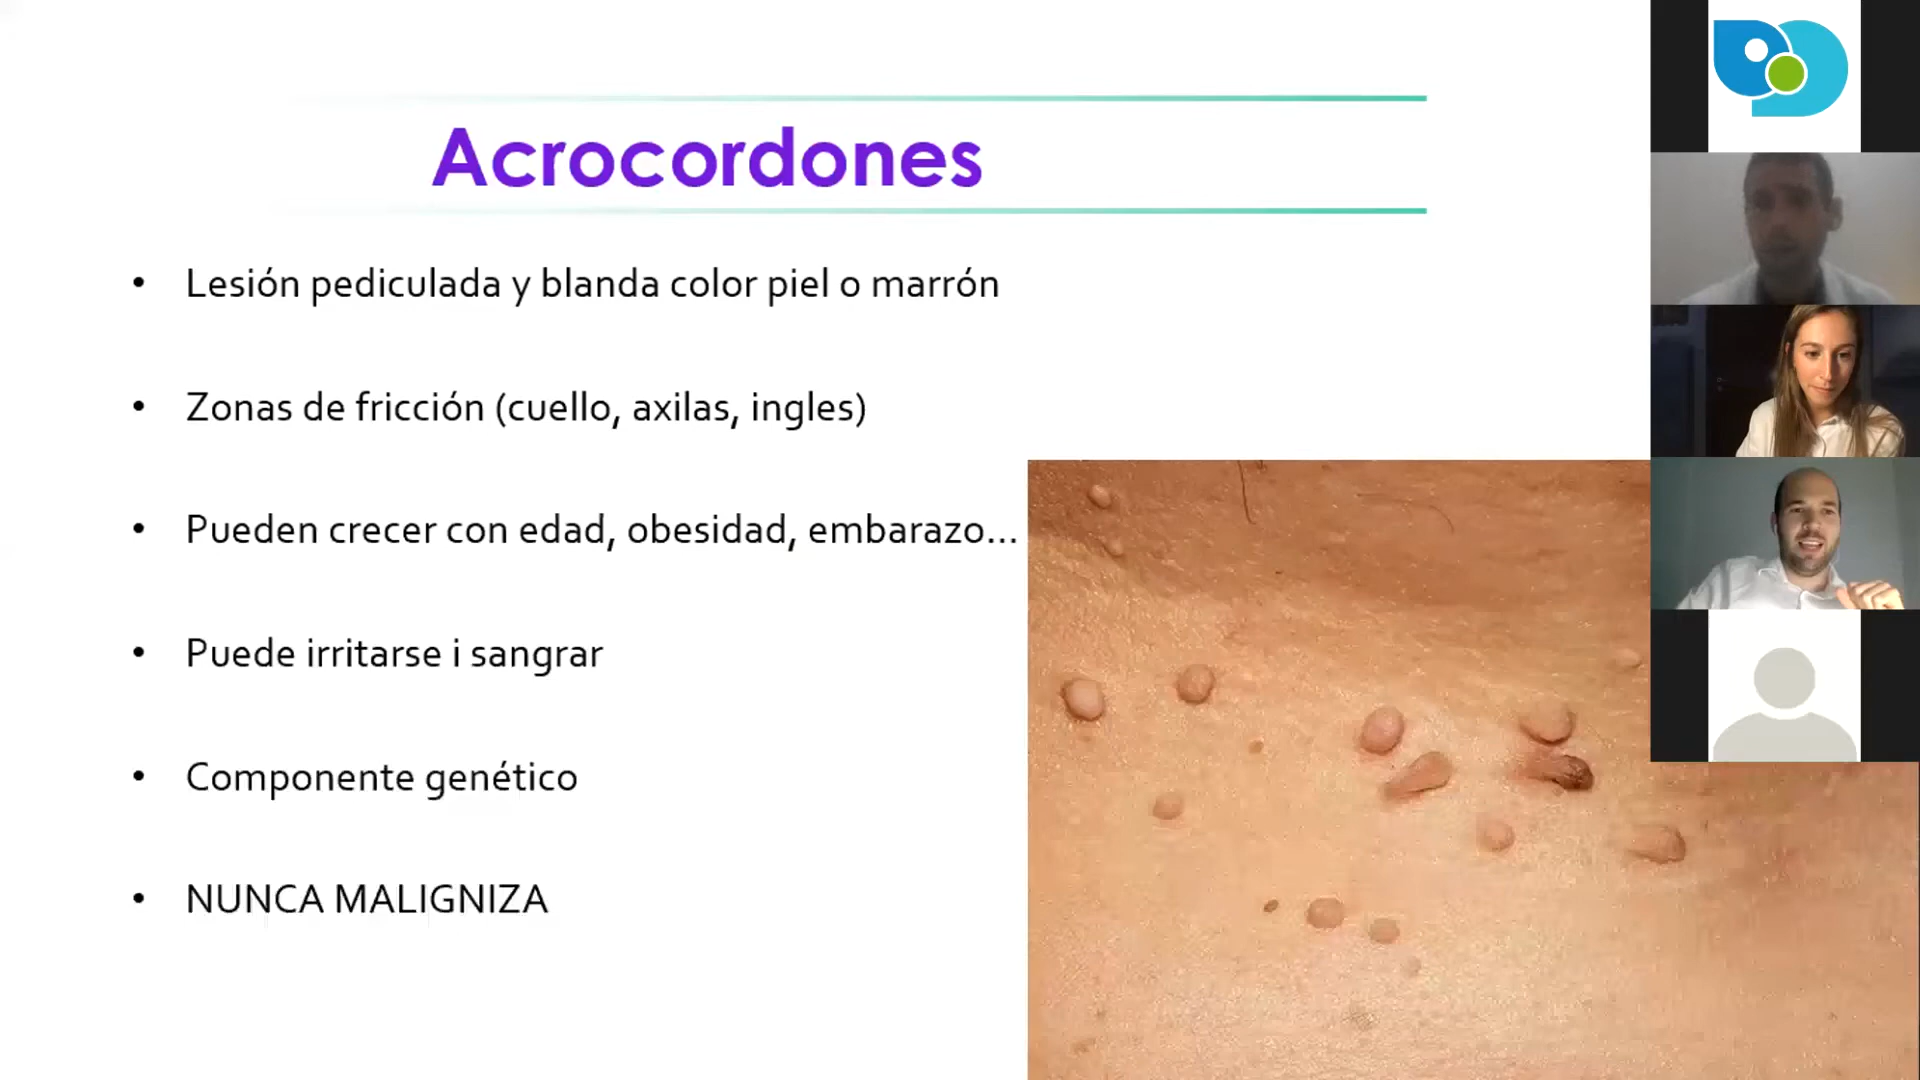 Acrocordones
• Lesión pediculada y blanda color piel o marrón
• Zonas de fricción (cuello, axilas, ingles)
• Pueden crecer con edad, obesidad, embarazo...
• Puede irritarse i sangrar
• Componente genético
• NUNCA MALIGNIZA